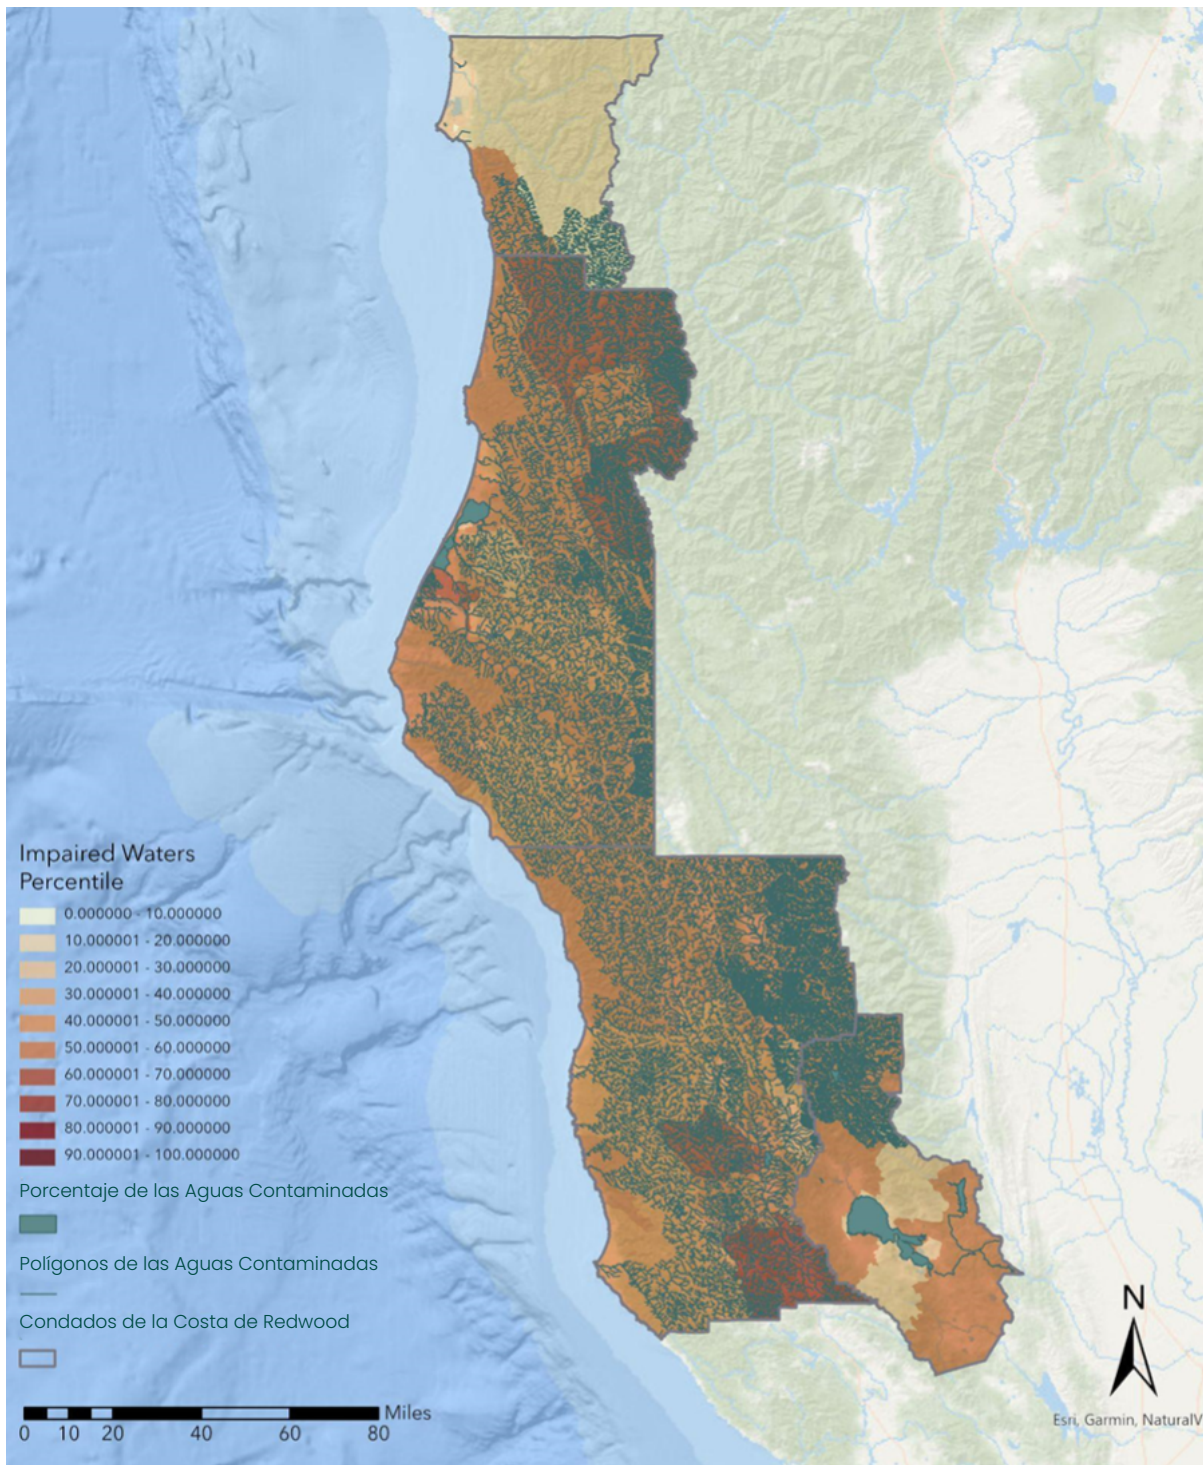 Impaired Waters
Percentile
0.000000 - 10.000000
10.000001 - 20.000000
20.000001 - 30.000000
30.000001 - 40.000000
40.000001 - 50.000000
50.000001 - 60.000000
60.000001 - 70.000000
70.000001 - 80.000000
80.000001 - 90.000000
90.000001 - 100.000000
Porcentaje de las Aguas Contaminadas
Polígonos de las Aguas Contaminadas
Condados de la Costa de Redwood
N
Miles
0 10 20 40 60 80
Esri, Garmin, NaturalV